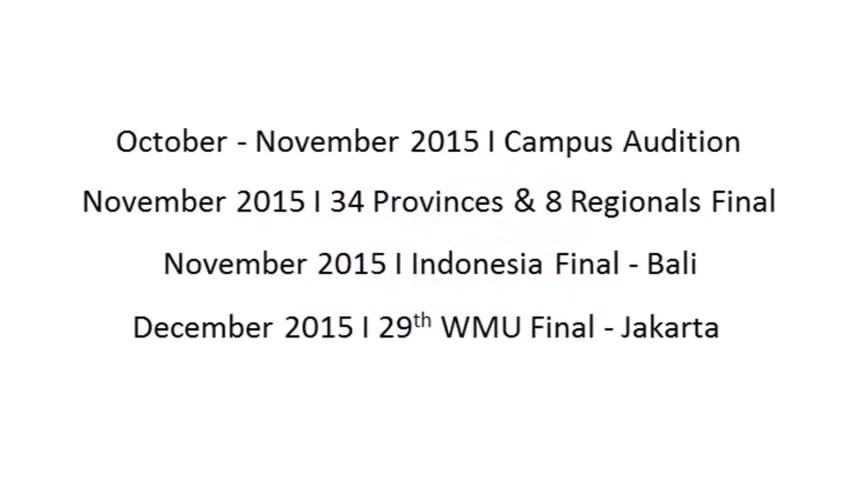 October - November 2015 I Campus Audition
November 2015 I 34 Provinces & 8 Regionals Final
November 2015 I Indonesia Final - Bali
December 2015 I 29th WMU Final - Jakarta